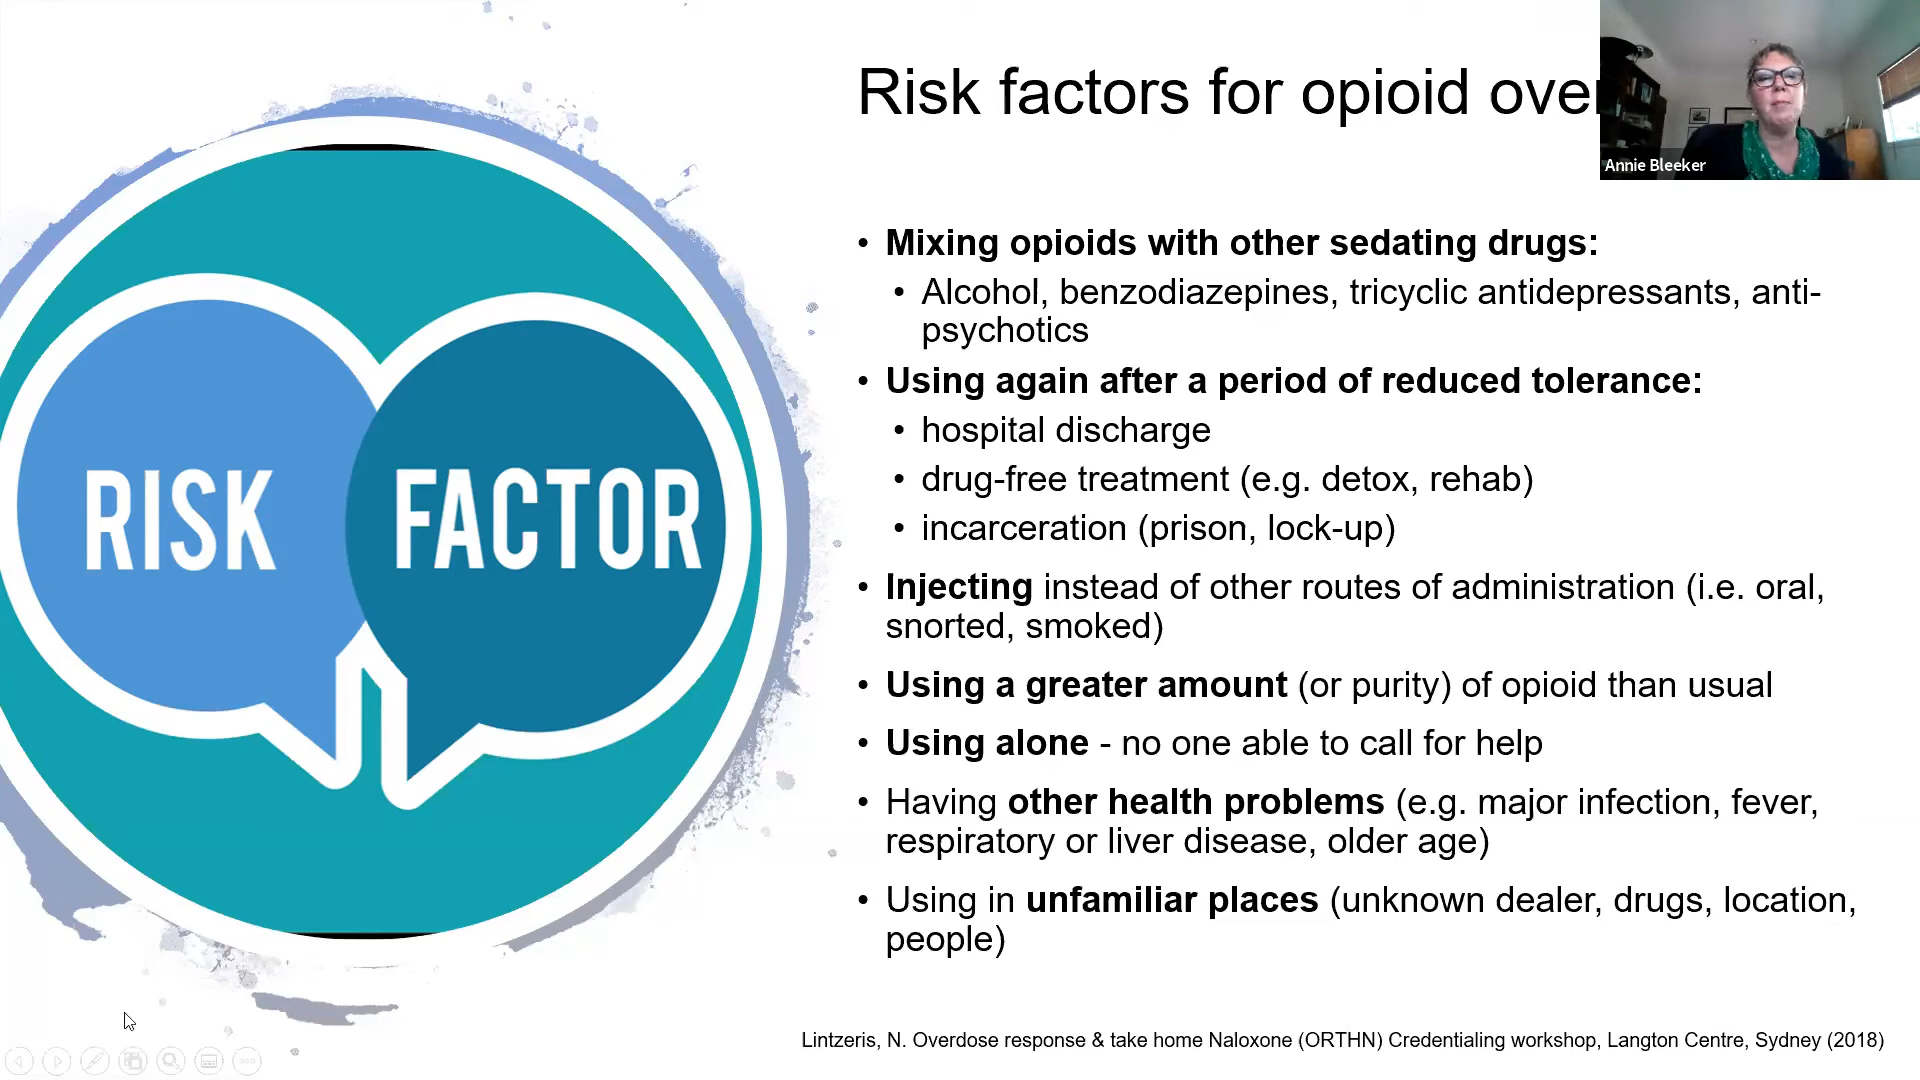 Risk factors for opioid over
Annie Bleeker
• Mixing opioids with other sedating drugs:
• Alcohol, benzodiazepines, tricyclic antidepressants, anti-
psychotics
• Using again after a period of reduced tolerance:
• hospital discharge
• drug-free treatment (e.g. detox, rehab)
• incarceration (prison, lock-up)
RISK FACTOR
• Injecting instead of other routes of administration (i.e. oral,
snorted, smoked)
• Using a greater amount (or purity) of opioid than usual
• Using alone - no one able to call for help
• Having other health problems (e.g. major infection, fever,
respiratory or liver disease, older age)
• Using in unfamiliar places (unknown dealer, drugs, location,
people)
Lintzeris, N. Overdose response & take home Naloxone (ORTHN) Credentialing workshop, Langton Centre, Sydney (2018)